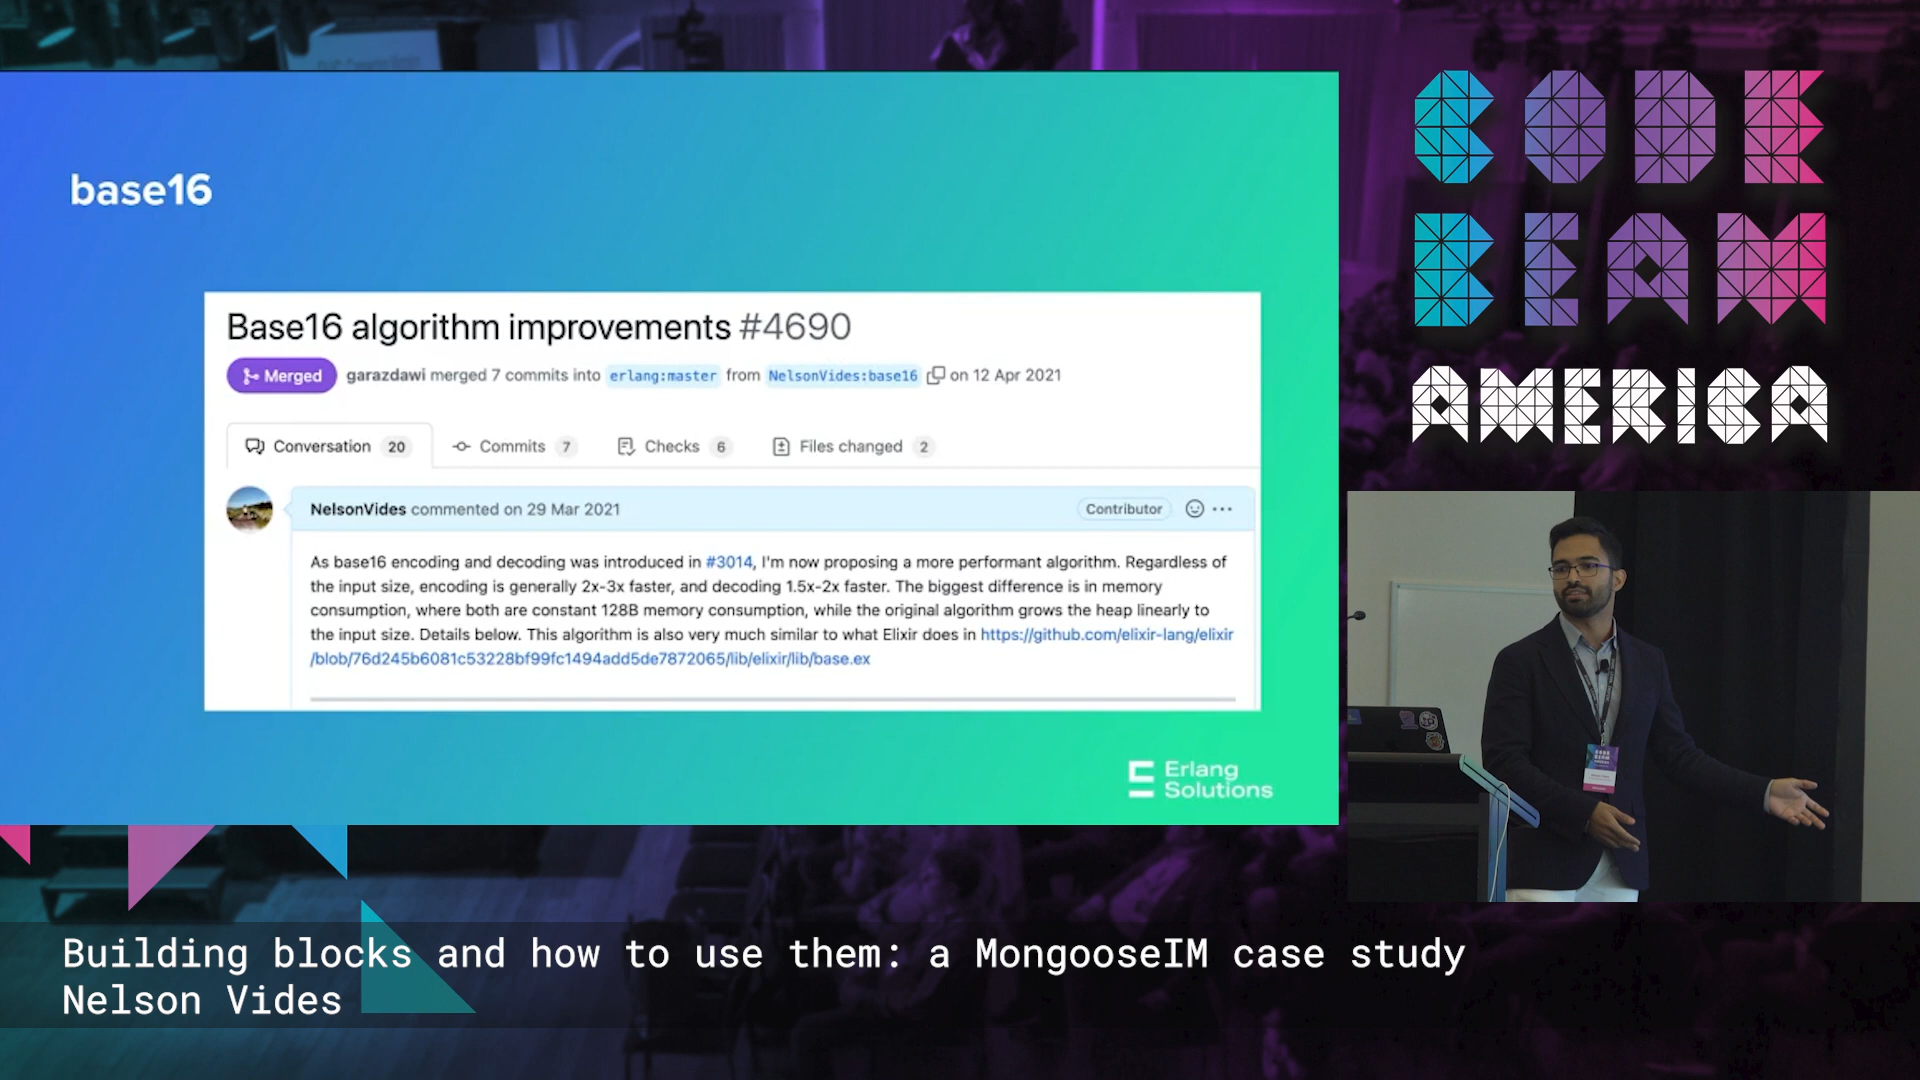 base16
Base16 algorithm improvements #4690
Merged garazdawi merged 7 commits into erlang:master from NelsonVides:base16 on 12 Apr 2021
Conversation 20 Commits 7 Checks 6 Files changed 2
NelsonVides commented on 29 Mar 2021 Contributor
As base16 encoding and decoding was introduced in #3014, I'm now proposing a more performant algorithm. Regardless of
the input size, encoding is generally 2x-3x faster, and decoding 1.5x-2x faster. The biggest difference is in memory
consumption, where both are constant 128B memory consumption, while the original algorithm grows the heap linearly to
the input size. Details below. This algorithm is also very much similar to what Elixir does in https://github.com/elixir-lang/elixir
/blob/76d245b6081c53228bf99fc1494add5de7872065/lib/elixir/lib/base.ex
Erlang
Solutions
CODE
BEAM
AMERICA
Building blocks and how to use them: a MongooseIM case study
Nelson Vides